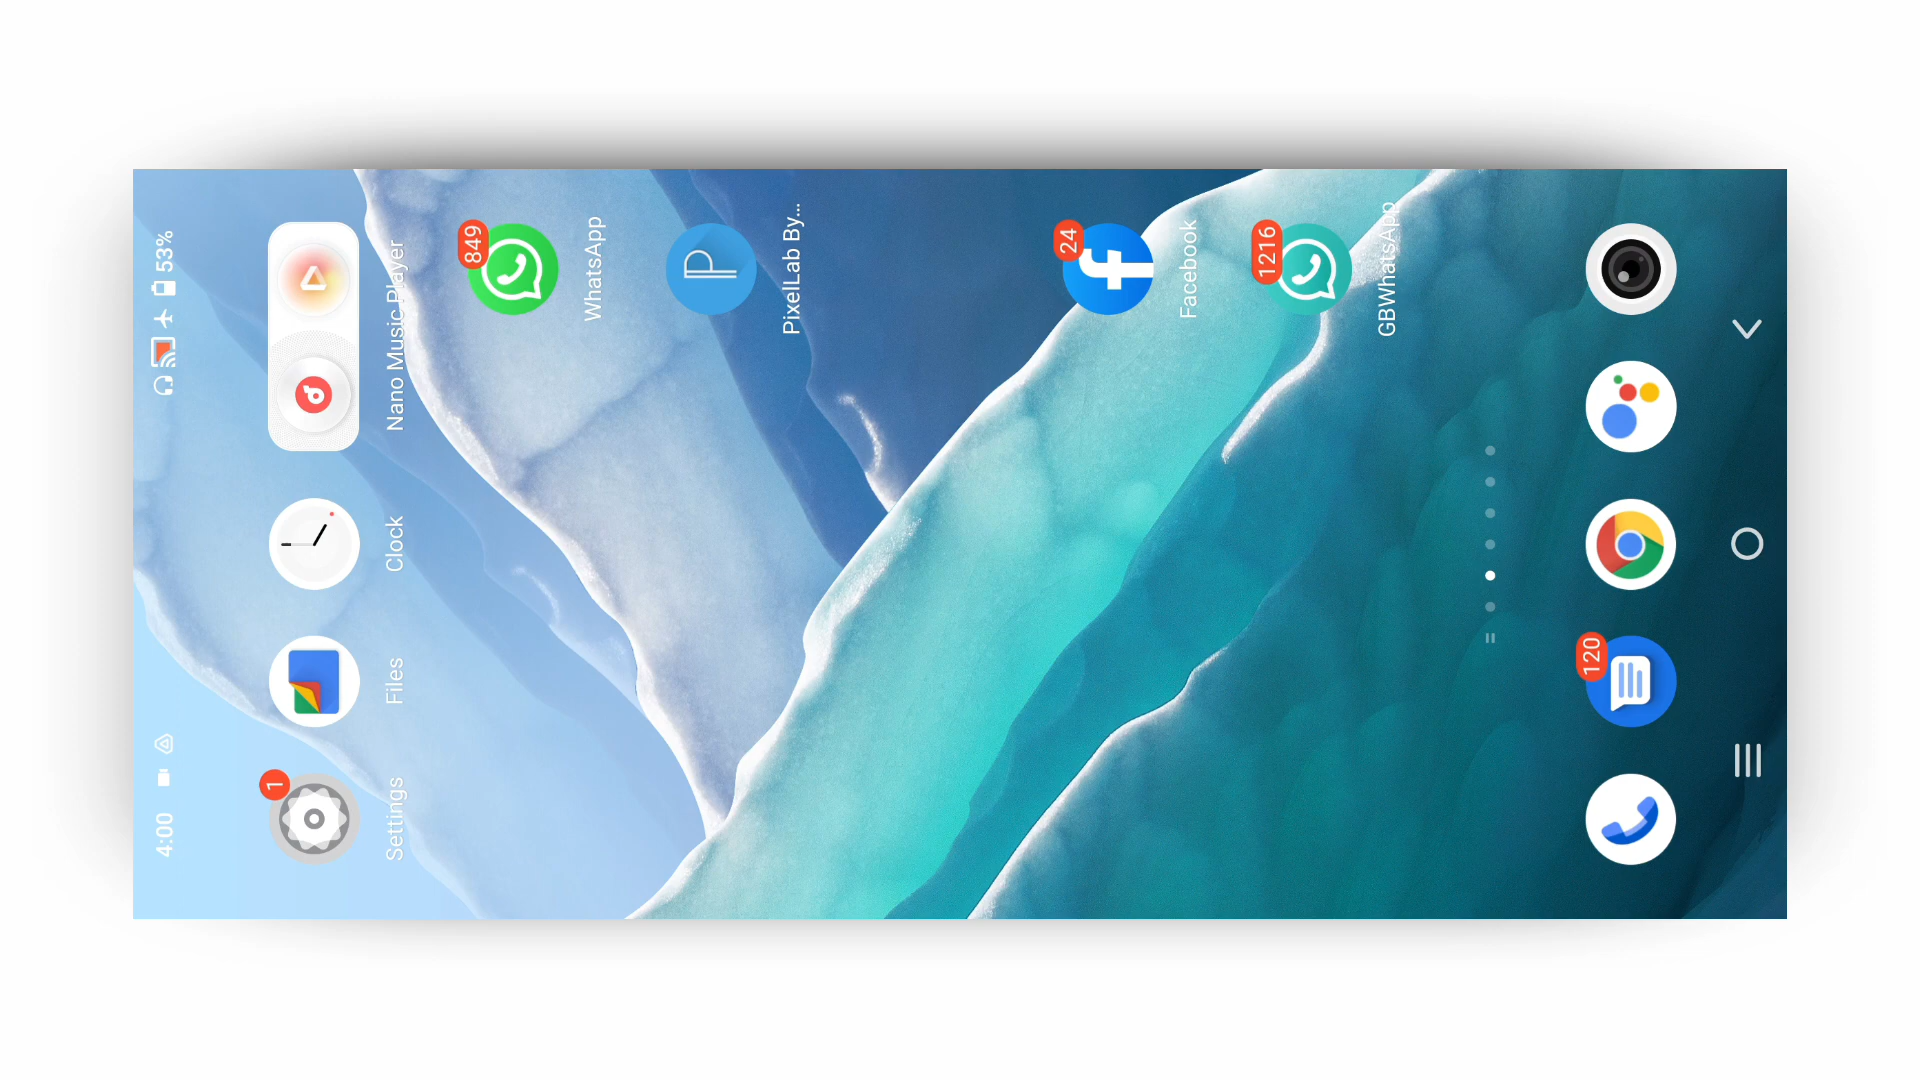 4:00
53%
1
Settings
Files
Clock
Nano Music Player
849
WhatsApp
PixelLab By...
24
Facebook
1216
GBWhatsApp
120